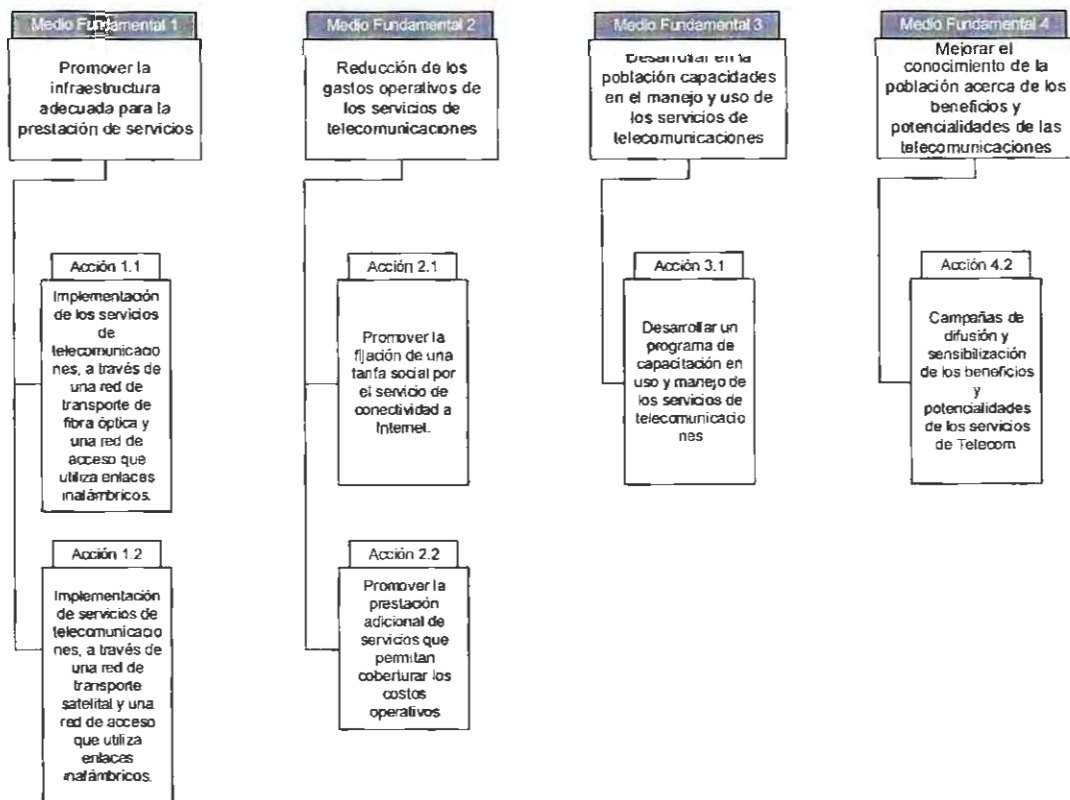 Medio Fundamental 1
Promover la
infraestructura
adecuada para la
prestación de servicios
Acción 1.1
Implementación
de los servicios
de
telecomunicacio
nes, a través de
una red de
transporte de
fibra óptica y
una red de
acceso que
utiliza enlaces
inalámbricos.
Acción 1.2
Implementación
de servicios de
telecomunicacio
nes, a través de
una red de
transporte
satelital y una
red de acceso
que utiliza
enlaces
inalámbricos.
Medio Fundamental 2
Reducción de los
gastos operativos de
los servicios de
telecomunicaciones
Acción 2.1
Promover la
fijación de una
tarifa social por
el servicio de
conectividad a
Internet.
Acción 2.2
Promover la
prestación
adicional de
servicios que
permitan
coberturar los
costos
operativos
Medio Fundamental 3
Desarrollar en la
población capacidades
en el manejo y uso de
los servicios de
telecomunicaciones
Acción 3.1
Desarrollar un
programa de
capacitación en
uso y manejo de
los servicios de
telecomunicacio
nes
Medio Fundamental 4
Mejorar el
conocimiento de la
población acerca de los
beneficios y
potencialidades de las
telecomunicaciones
Acción 4.2
Campañas de
difusión y
sensibilización
de los beneficios
y
potencialidades
de los servicios
de Telecom